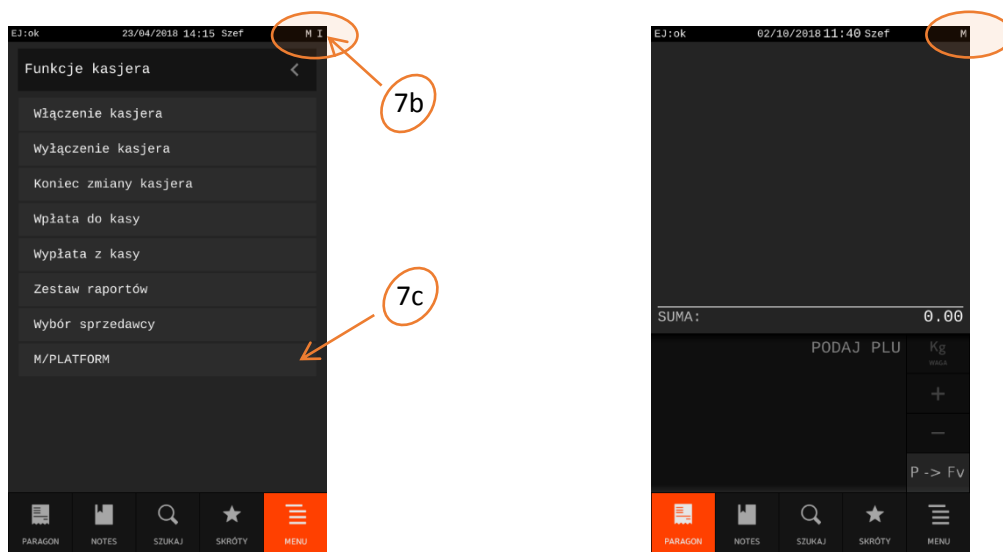 EJ:ok 23/04/2018 14:15 Szef M I
Funkcje kasjera <
Włączenie kasjera
Wyłączenie kasjera
Koniec zmiany kasjera
Wpłata do kasy
Wypłata z kasy
Zestaw raportów
Wybór sprzedawcy
M/PLATFORM
PARAGON NOTES SZUKAJ SKRÓTY MENU
7b
7c
EJ:ok 02/10/2018 11:40 Szef M
SUMA: 0.00
PODAJ PLU
Kg
WAGA
+
−
P -> Fv
PARAGON NOTES SZUKAJ SKRÓTY MENU